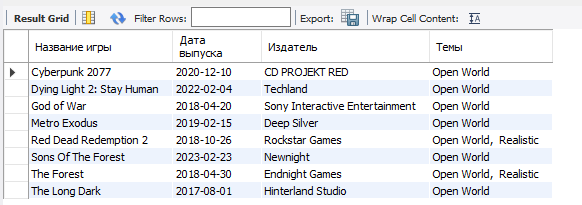 Result Grid Filter Rows: Export: Wrap Cell Content:
Название игры Дата выпуска Издатель Темы
Cyberpunk 2077 2020-12-10 CD PROJEKT RED Open World
Dying Light 2: Stay Human 2022-02-04 Techland Open World
God of War 2018-04-20 Sony Interactive Entertainment Open World
Metro Exodus 2019-02-15 Deep Silver Open World
Red Dead Redemption 2 2018-10-26 Rockstar Games Open World, Realistic
Sons Of The Forest 2023-02-23 Newnight Open World
The Forest 2018-04-30 Endnight Games Open World, Realistic
The Long Dark 2017-08-01 Hinterland Studio Open World